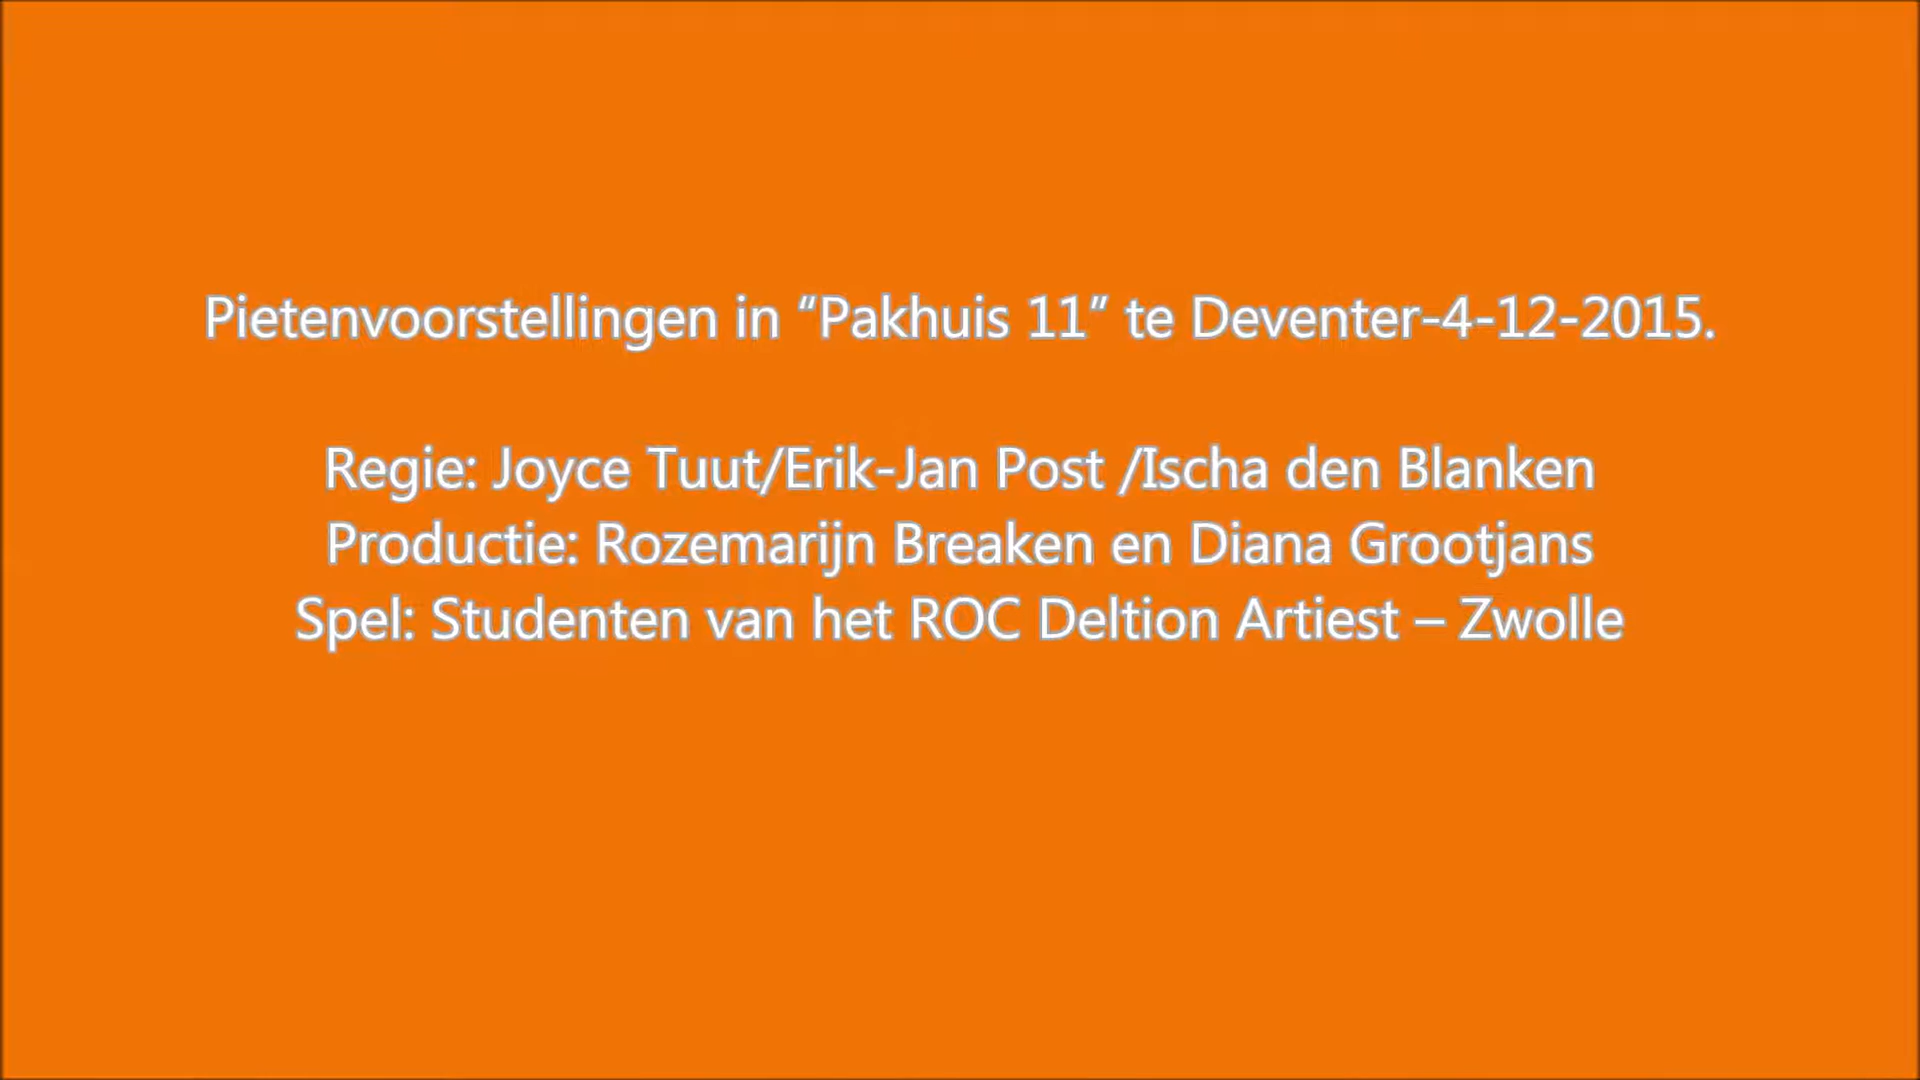 Pietenvoorstellingen in “Pakhuis 11” te Deventer-4-12-2015.
Regie: Joyce Tuut/Erik-Jan Post /Ischa den Blanken
Productie: Rozemarijn Breaken en Diana Grootjans
Spel: Studenten van het ROC Deltion Artiest – Zwolle